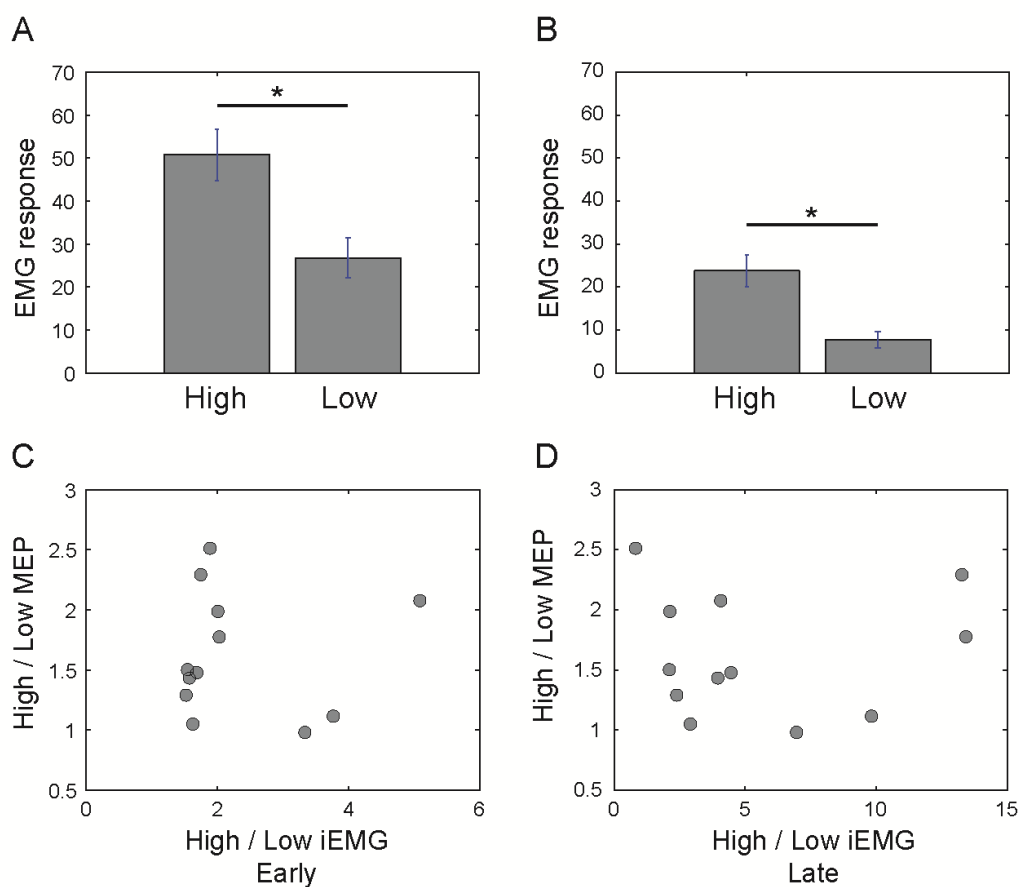 A
70
60
50
40
30
20
10
0
EMG response
*
High Low
B
70
60
50
40
30
20
10
0
EMG response
*
High Low
C
3
2.5
2
1.5
1
0.5
High / Low MEP
0 2 4 6
High / Low iEMG
Early
D
3
2.5
2
1.5
1
0.5
High / Low MEP
0 5 10 15
High / Low iEMG
Late